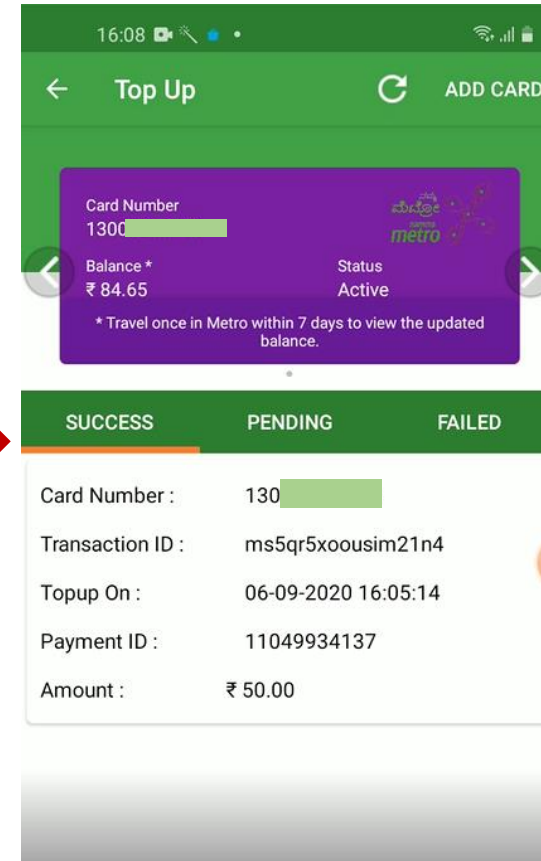 16:08
Top Up
ADD CARD
Card Number
1300
ನಮ್ಮ
ಮೆಟ್ರೋ
namma
metro
Balance * Status
₹ 84.65 Active
* Travel once in Metro within 7 days to view the updated
balance.
SUCCESS PENDING FAILED
Card Number : 130
Transaction ID : ms5qr5xoousim21n4
Topup On : 06-09-2020 16:05:14
Payment ID : 11049934137
Amount : ₹ 50.00